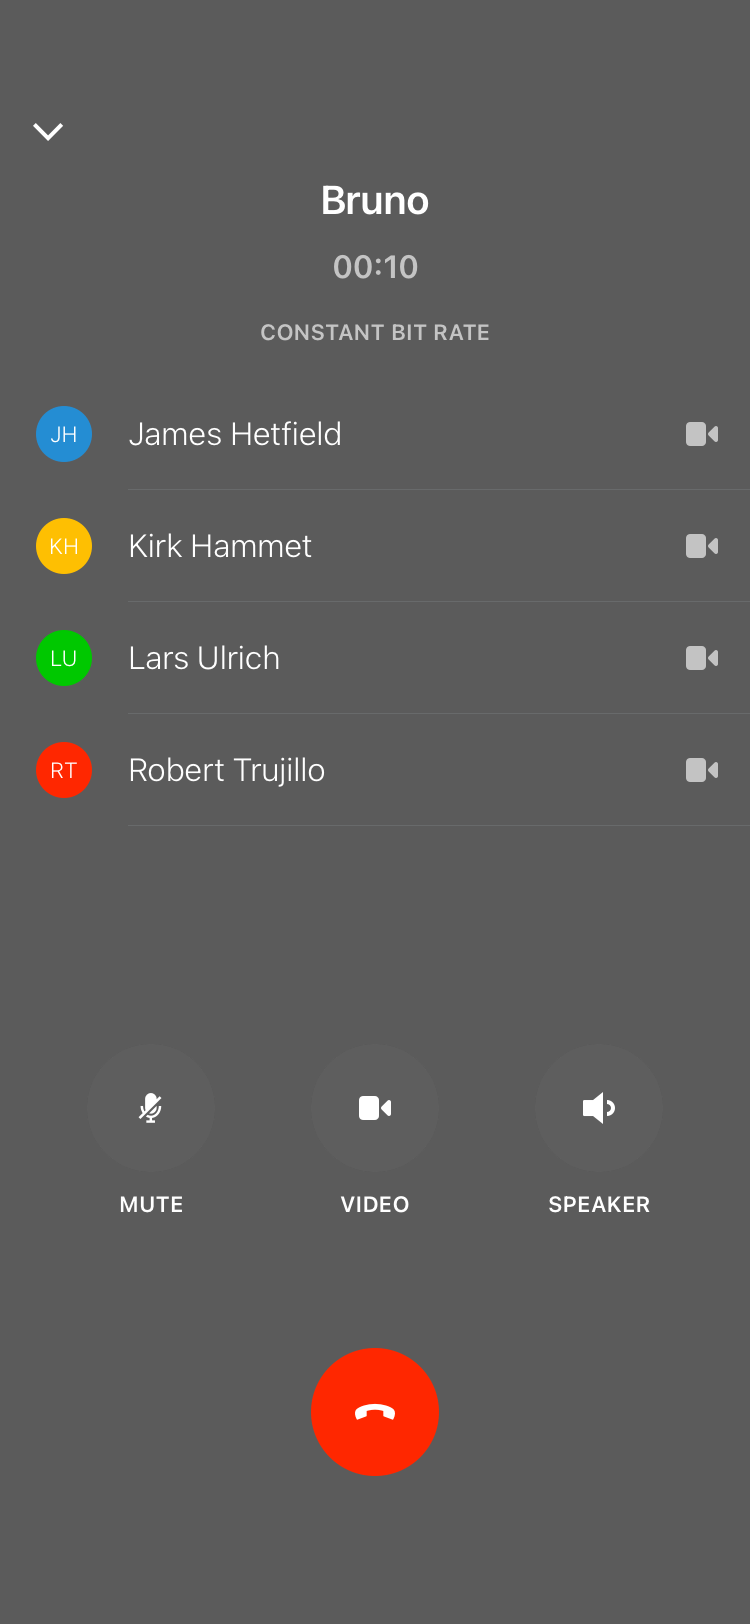 Bruno
00:10
CONSTANT BIT RATE
JH James Hetfield
KH Kirk Hammet
LU Lars Ulrich
RT Robert Trujillo
MUTE VIDEO SPEAKER